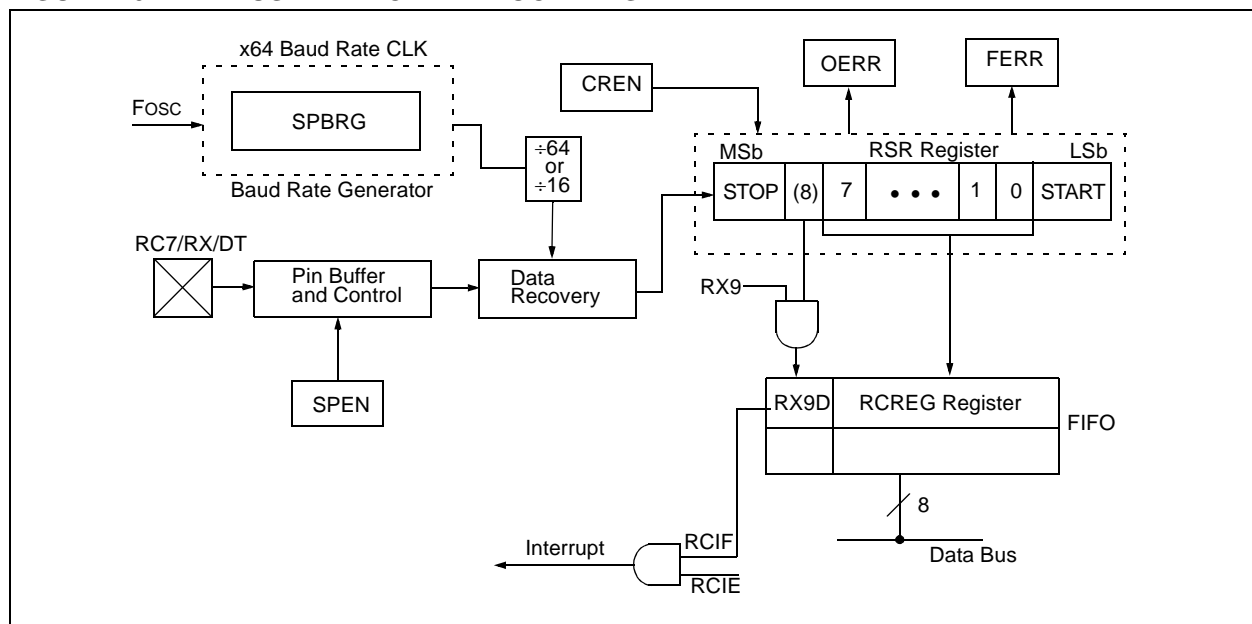 x64 Baud Rate CLK
FOSC
SPBRG
Baud Rate Generator
÷64
or
÷16
CREN
OERR
FERR
MSb
RSR Register
LSb
STOP
(8)
7
• • •
1
0
START
RC7/RX/DT
Pin Buffer
and Control
Data
Recovery
RX9
SPEN
RX9D
RCREG Register
FIFO
8
Interrupt
RCIF
RCIE
Data Bus